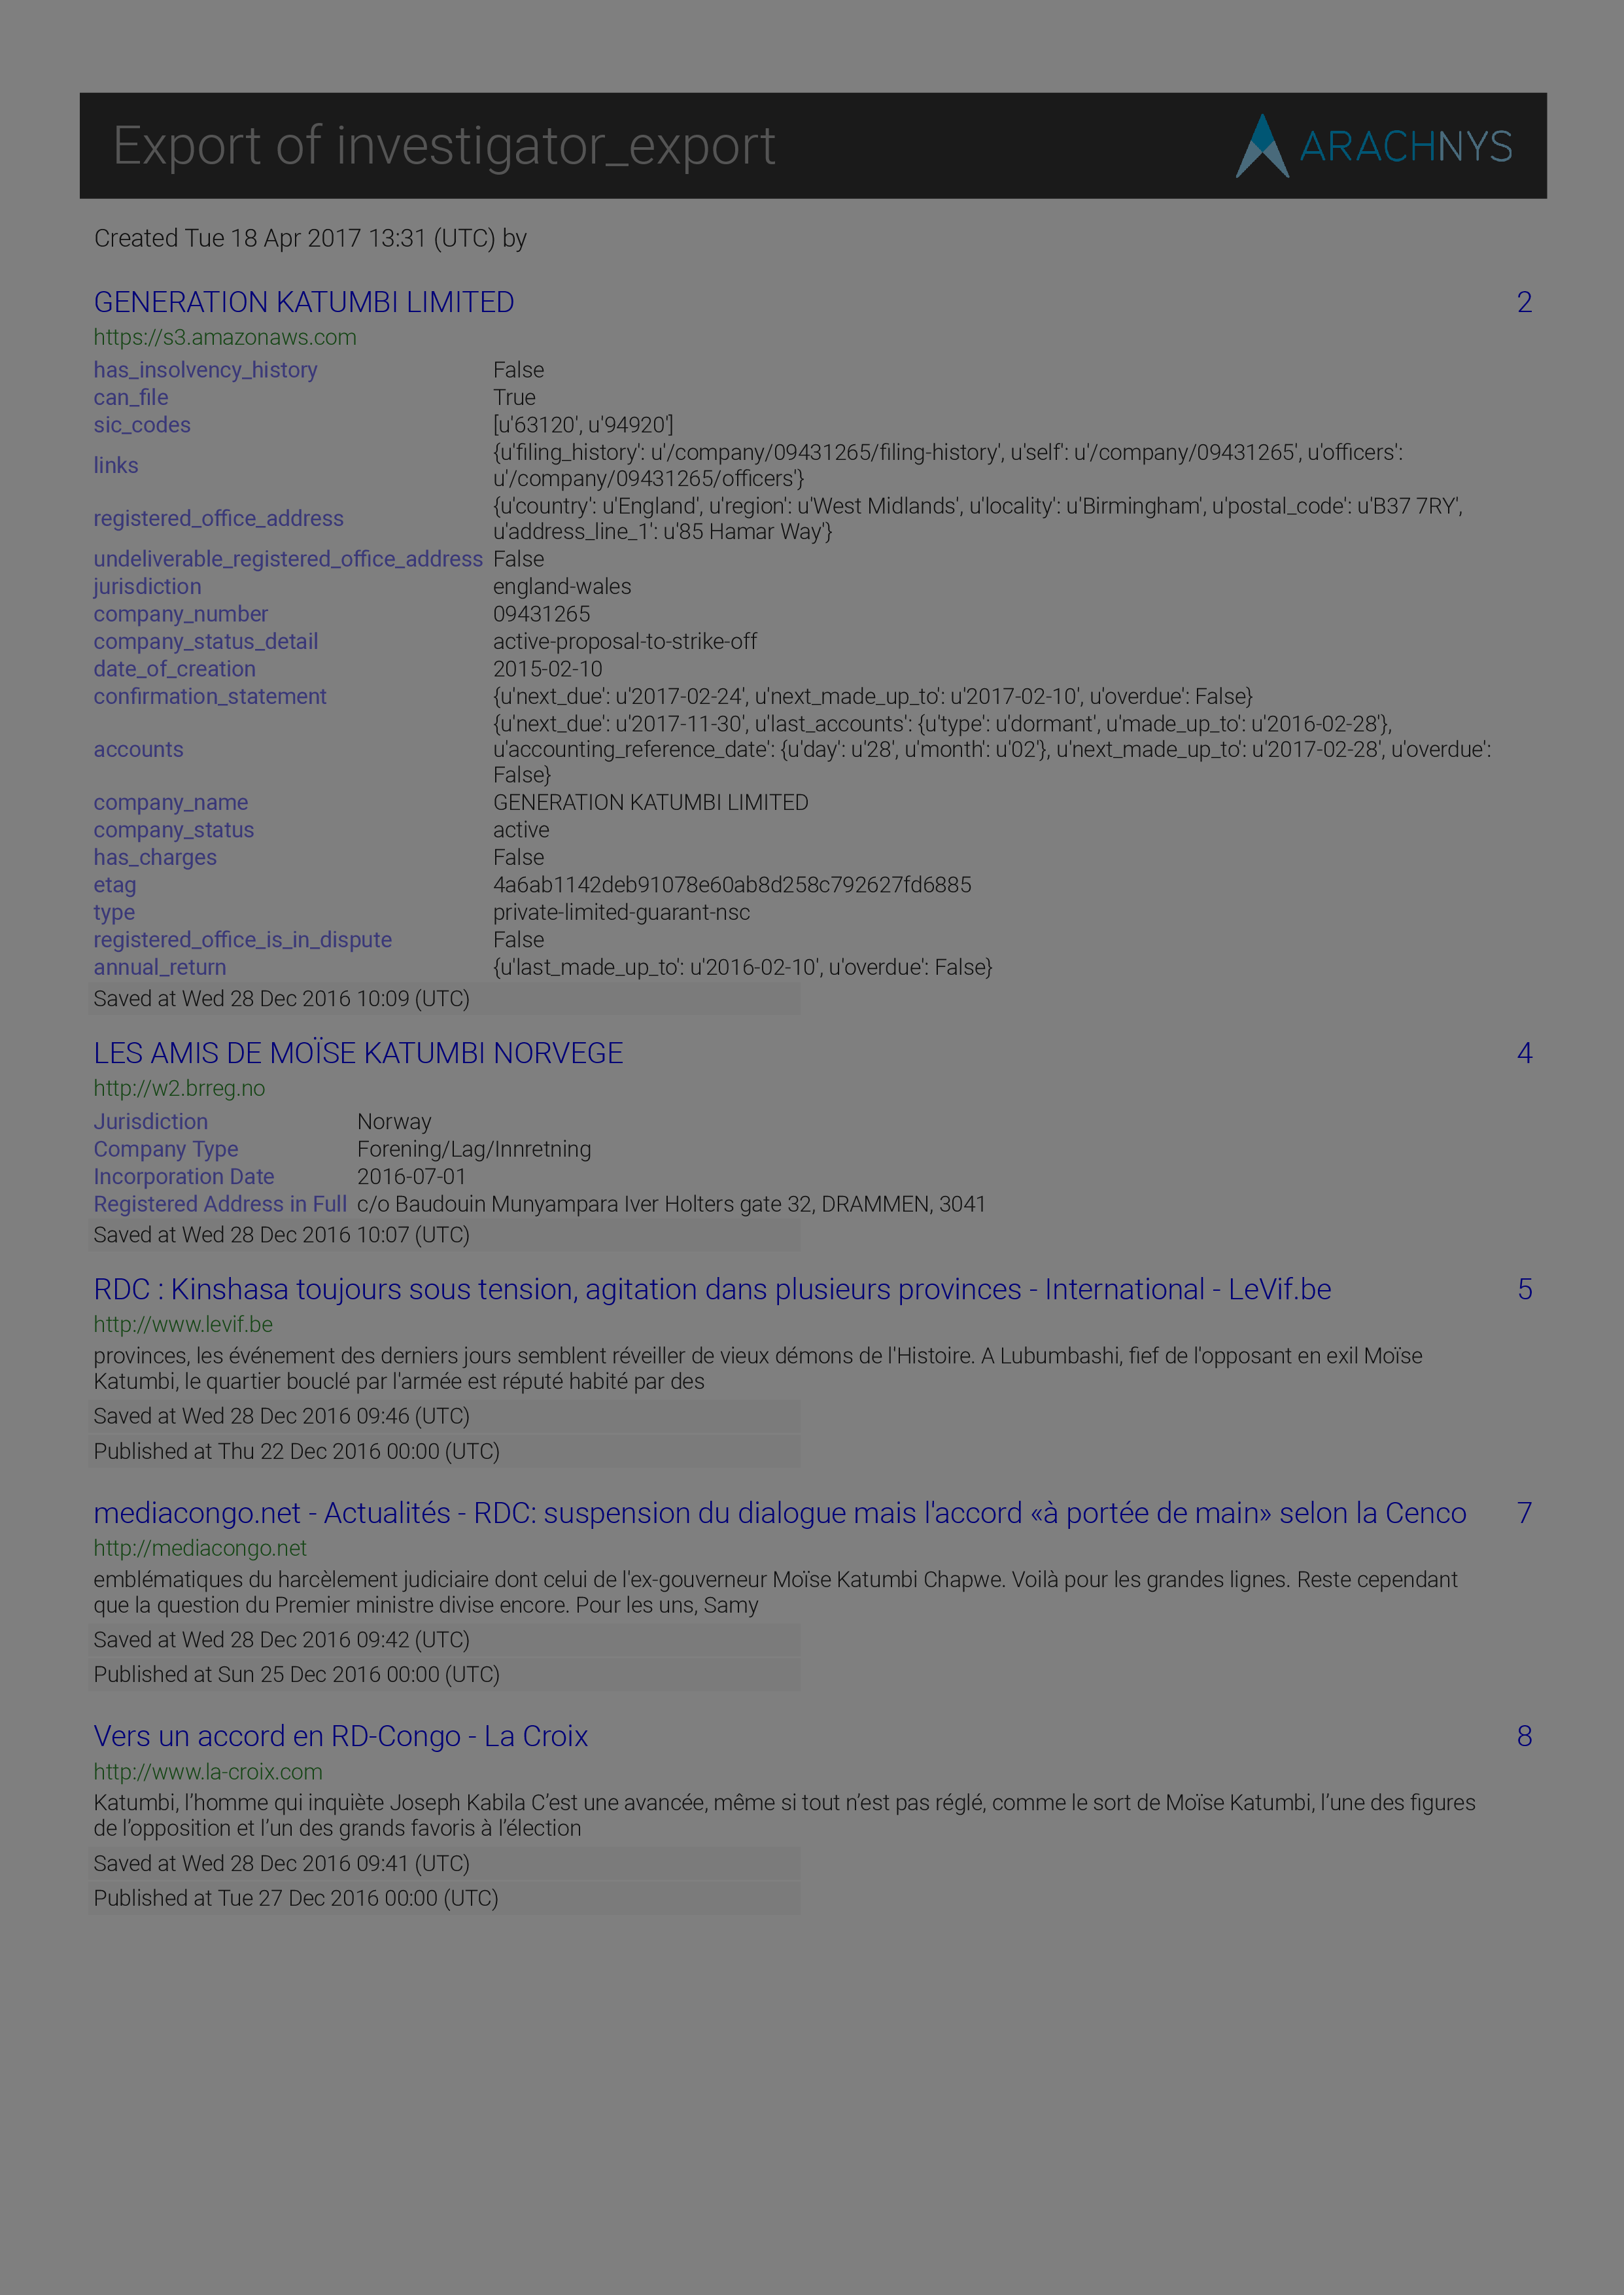 Export of investigator_export
ARACHNYS
Created Tue 18 Apr 2017 13:31 (UTC) by
GENERATION KATUMBI LIMITED 2
https://s3.amazonaws.com
has_insolvency_history False
can_file True
sic_codes [u'63120', u'94920']
links {u'filing_history': u'/company/09431265/filing-history', u'self': u'/company/09431265', u'officers':
u'/company/09431265/officers'}
registered_office_address {u'country': u'England', u'region': u'West Midlands', u'locality': u'Birmingham', u'postal_code': u'B37 7RY',
u'address_line_1': u'85 Hamar Way'}
undeliverable_registered_office_address False
jurisdiction england-wales
company_number 09431265
company_status_detail active-proposal-to-strike-off
date_of_creation 2015-02-10
confirmation_statement {u'next_due': u'2017-02-24', u'next_made_up_to': u'2017-02-10', u'overdue': False}
{u'next_due': u'2017-11-30', u'last_accounts': {u'type': u'dormant', u'made_up_to': u'2016-02-28'},
accounts u'accounting_reference_date': {u'day': u'28', u'month': u'02'}, u'next_made_up_to': u'2017-02-28', u'overdue':
False}
company_name GENERATION KATUMBI LIMITED
company_status active
has_charges False
etag 4a6ab1142deb91078e60ab8d258c792627fd6885
type private-limited-guarant-nsc
registered_office_is_in_dispute False
annual_return {u'last_made_up_to': u'2016-02-10', u'overdue': False}
Saved at Wed 28 Dec 2016 10:09 (UTC)
LES AMIS DE MOÏSE KATUMBI NORVEGE 4
http://w2.brreg.no
Jurisdiction Norway
Company Type Forening/Lag/Innretning
Incorporation Date 2016-07-01
Registered Address in Full c/o Baudouin Munyampara Iver Holters gate 32, DRAMMEN, 3041
Saved at Wed 28 Dec 2016 10:07 (UTC)
RDC : Kinshasa toujours sous tension, agitation dans plusieurs provinces - International - LeVif.be 5
http://www.levif.be
provinces, les événement des derniers jours semblent réveiller de vieux démons de l'Histoire. A Lubumbashi, fief de l'opposant en exil Moïse
Katumbi, le quartier bouclé par l'armée est réputé habité par des
Saved at Wed 28 Dec 2016 09:46 (UTC)
Published at Thu 22 Dec 2016 00:00 (UTC)
mediacongo.net - Actualités - RDC: suspension du dialogue mais l'accord «à portée de main» selon la Cenco 7
http://mediacongo.net
emblématiques du harcèlement judiciaire dont celui de l'ex-gouverneur Moïse Katumbi Chapwe. Voilà pour les grandes lignes. Reste cependant
que la question du Premier ministre divise encore. Pour les uns, Samy
Saved at Wed 28 Dec 2016 09:42 (UTC)
Published at Sun 25 Dec 2016 00:00 (UTC)
Vers un accord en RD-Congo - La Croix 8
http://www.la-croix.com
Katumbi, l’homme qui inquiète Joseph Kabila C’est une avancée, même si tout n’est pas réglé, comme le sort de Moïse Katumbi, l’une des figures
de l’opposition et l’un des grands favoris à l’élection
Saved at Wed 28 Dec 2016 09:41 (UTC)
Published at Tue 27 Dec 2016 00:00 (UTC)